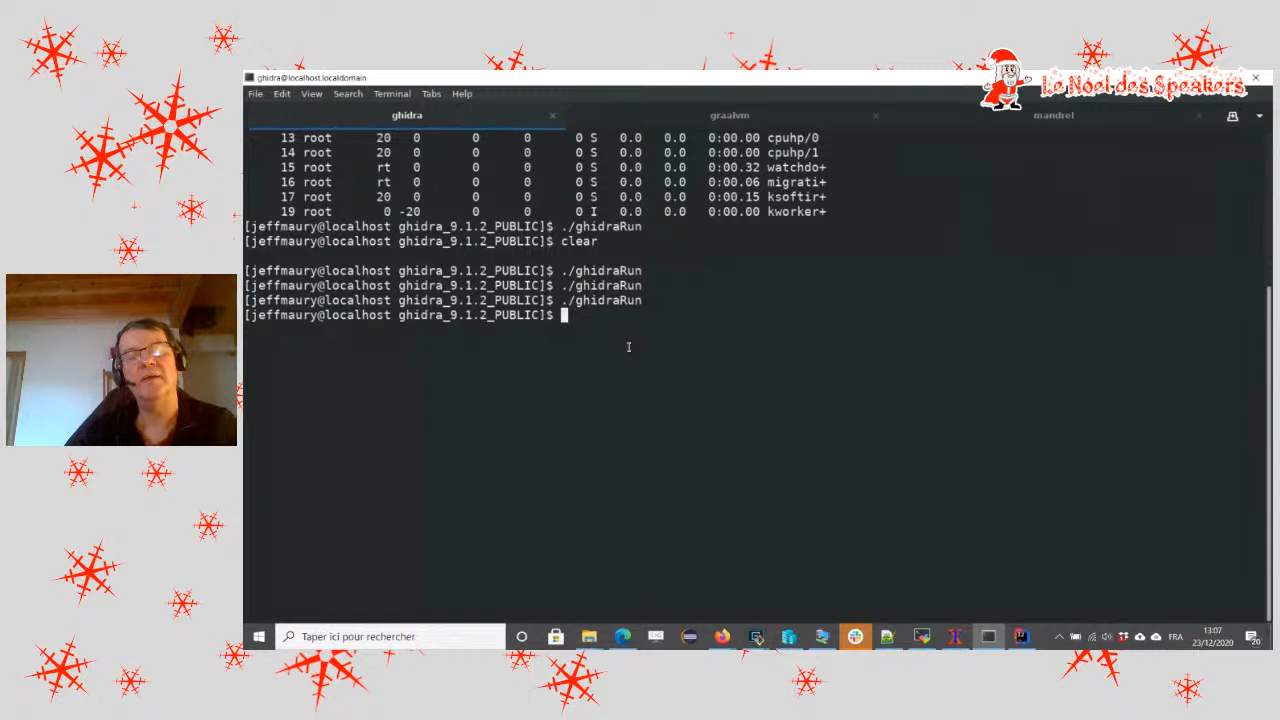 Le Noel des Speakers
ghidra@localhost.localdomain
File Edit View Search Terminal Tabs Help
ghidra graalvm mandrel
13 root 20 0 0 0 0 S 0.0 0.0 0:00.00 cpuhp/0
14 root 20 0 0 0 0 S 0.0 0.0 0:00.00 cpuhp/1
15 root rt 0 0 0 0 S 0.0 0.0 0:00.32 watchdo+
16 root rt 0 0 0 0 S 0.0 0.0 0:00.06 migrati+
17 root 20 0 0 0 0 S 0.0 0.0 0:00.15 ksoftir+
19 root 0 -20 0 0 0 I 0.0 0.0 0:00.00 kworker+
[jeffmaury@localhost ghidra_9.1.2_PUBLIC]$ ./ghidraRun
[jeffmaury@localhost ghidra_9.1.2_PUBLIC]$ clear
[jeffmaury@localhost ghidra_9.1.2_PUBLIC]$ ./ghidraRun
[jeffmaury@localhost ghidra_9.1.2_PUBLIC]$ ./ghidraRun
[jeffmaury@localhost ghidra_9.1.2_PUBLIC]$ ./ghidraRun
[jeffmaury@localhost ghidra_9.1.2_PUBLIC]$
Taper ici pour rechercher
FRA
13:07
23/12/2020
20